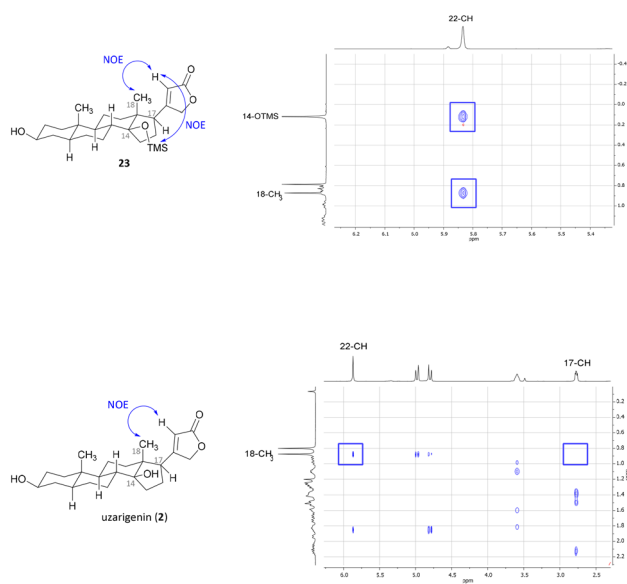 22-CH
NOE
H
O
O
CH3
CH3
18
17
H
H
NOE
O
14
TMS
HO
H
H
23
14-OTMS
18-CH3
-0.4
-0.2
-0.0
0.2
0.4
0.6
0.8
1.0
6.2 6.1 6.0 5.9 5.8 5.7 5.6 5.5 5.4
ppm
22-CH
17-CH
NOE
H
O
O
CH3
CH3
18
17
H
H
OH
14
HO
H
H
uzarigenin (2)
18-CH3
0.2
0.4
0.6
0.8
1.0
1.2
1.4
1.6
1.8
2.0
2.2
6.0 5.5 5.0 4.5 4.0 3.5 3.0 2.5
ppm